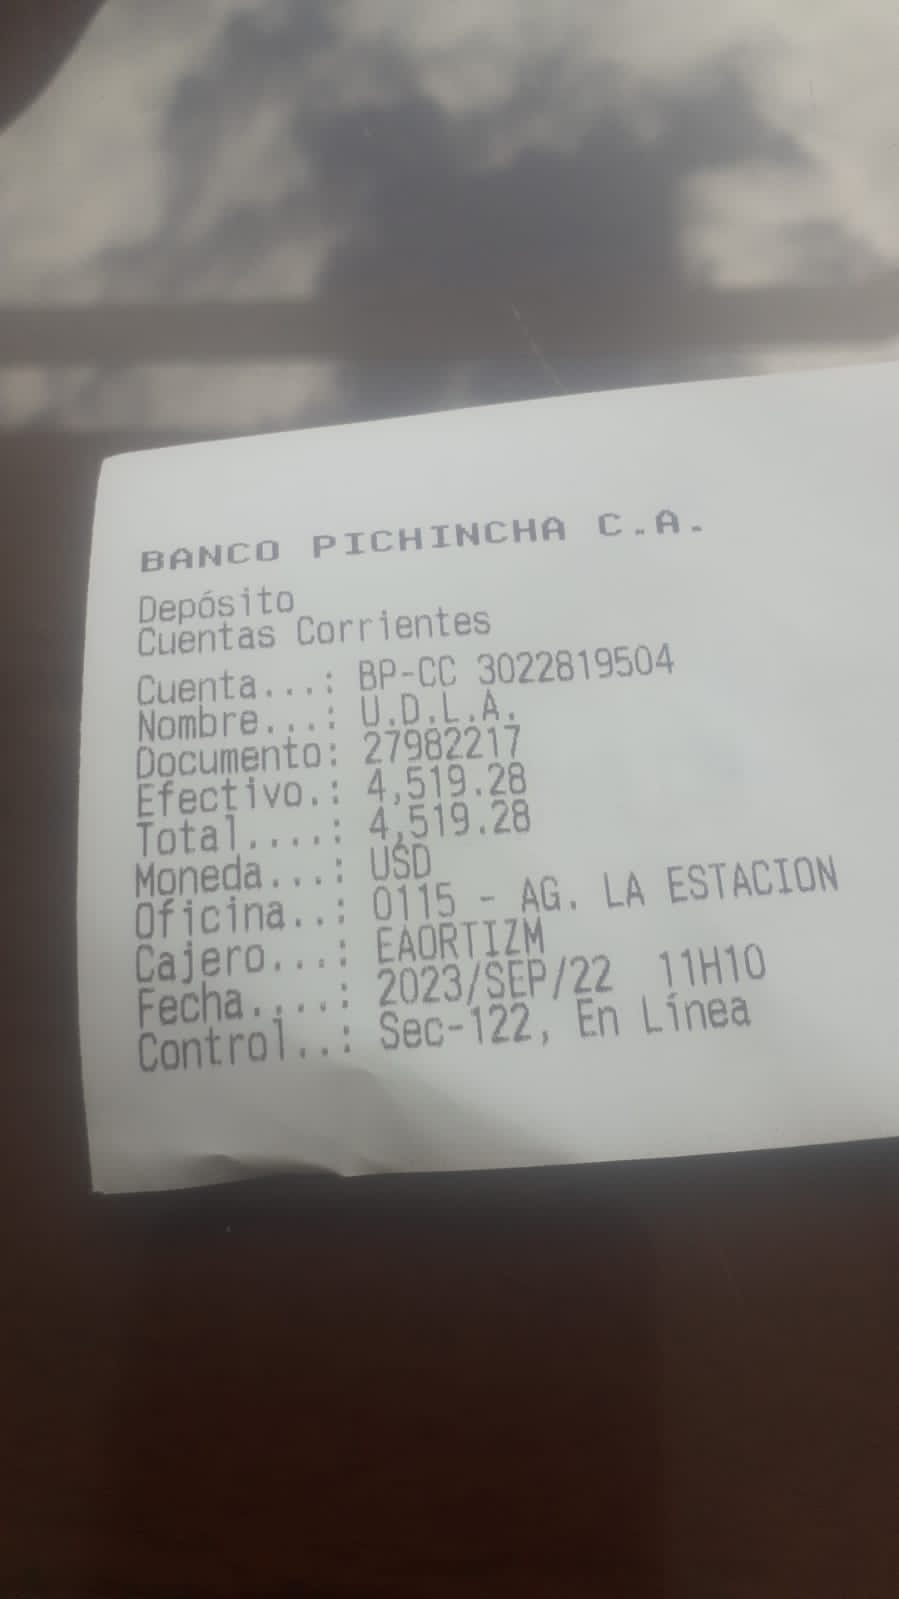 BANCO PICHINCHA C.A.
Depósito
Cuentas Corrientes
Cuenta...: BP-CC 3022819504
Nombre...: U.D.L.A.
Documento: 27982217
Efectivo.: 4,519.28
Total....: 4,519.28
Moneda...: USD
Oficina..: 0115 - AG. LA ESTACION
Cajero...: EAORTIZM
Fecha....: 2023/SEP/22 11H10
Control..: Sec-122, En Línea